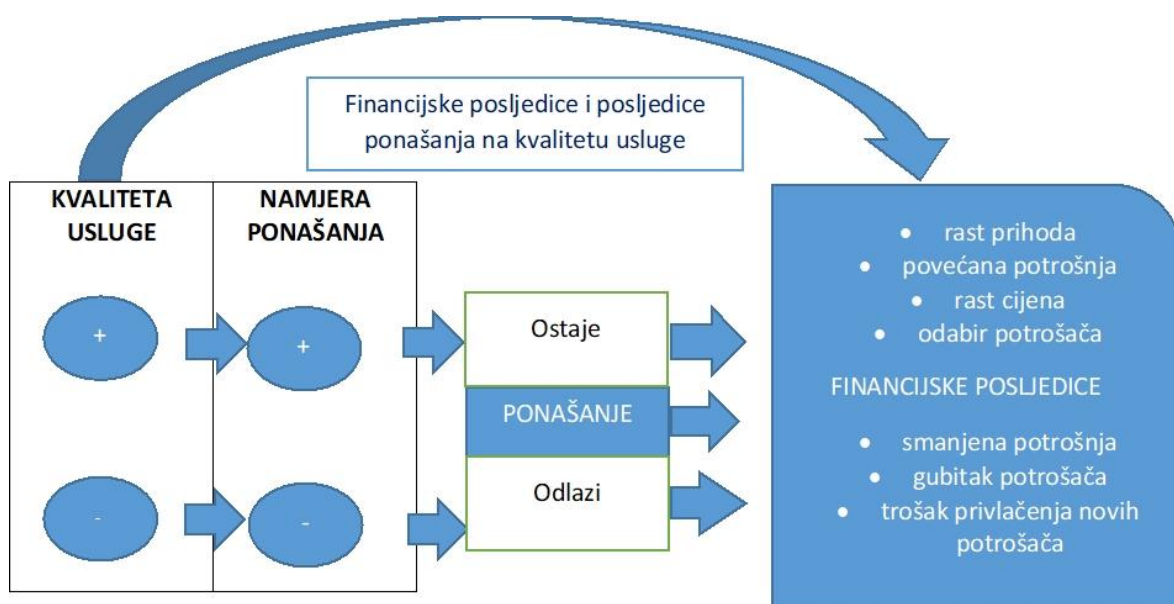 Financijske posljedice i posljedice
ponašanja na kvalitetu usluge
KVALITETA
USLUGE
NAMJERA
PONAŠANJA
+
+
-
-
Ostaje
PONAŠANJE
Odlazi
• rast prihoda
• povećana potrošnja
• rast cijena
• odabir potrošača
FINANCIJSKE POSLJEDICE
• smanjena potrošnja
• gubitak potrošača
• trošak privlačenja novih
potrošača